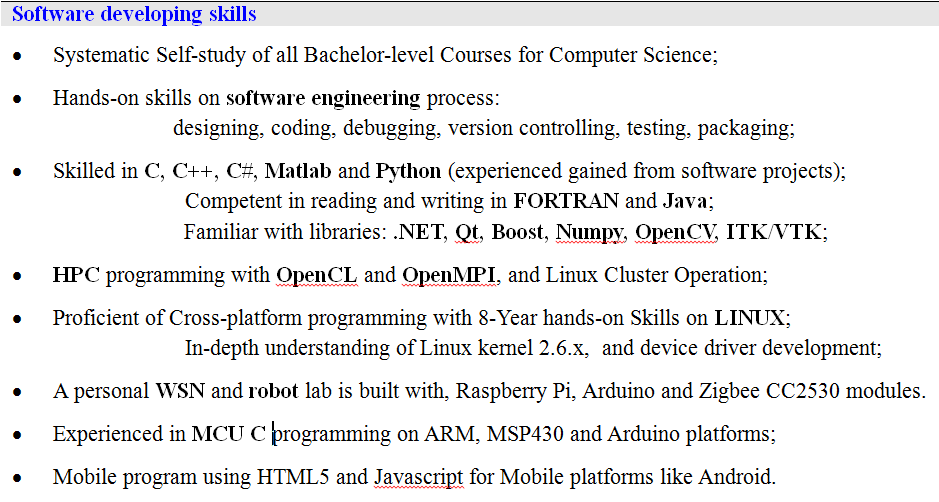 Software developing skills
• Systematic Self-study of all Bachelor-level Courses for Computer Science;
• Hands-on skills on software engineering process:
designing, coding, debugging, version controlling, testing, packaging;
• Skilled in C, C++, C#, Matlab and Python (experienced gained from software projects);
Competent in reading and writing in FORTRAN and Java;
Familiar with libraries: .NET, Qt, Boost, Numpy, OpenCV, ITK/VTK;
• HPC programming with OpenCL and OpenMPI, and Linux Cluster Operation;
• Proficient of Cross-platform programming with 8-Year hands-on Skills on LINUX;
In-depth understanding of Linux kernel 2.6.x, and device driver development;
• A personal WSN and robot lab is built with, Raspberry Pi, Arduino and Zigbee CC2530 modules.
• Experienced in MCU C programming on ARM, MSP430 and Arduino platforms;
• Mobile program using HTML5 and Javascript for Mobile platforms like Android.